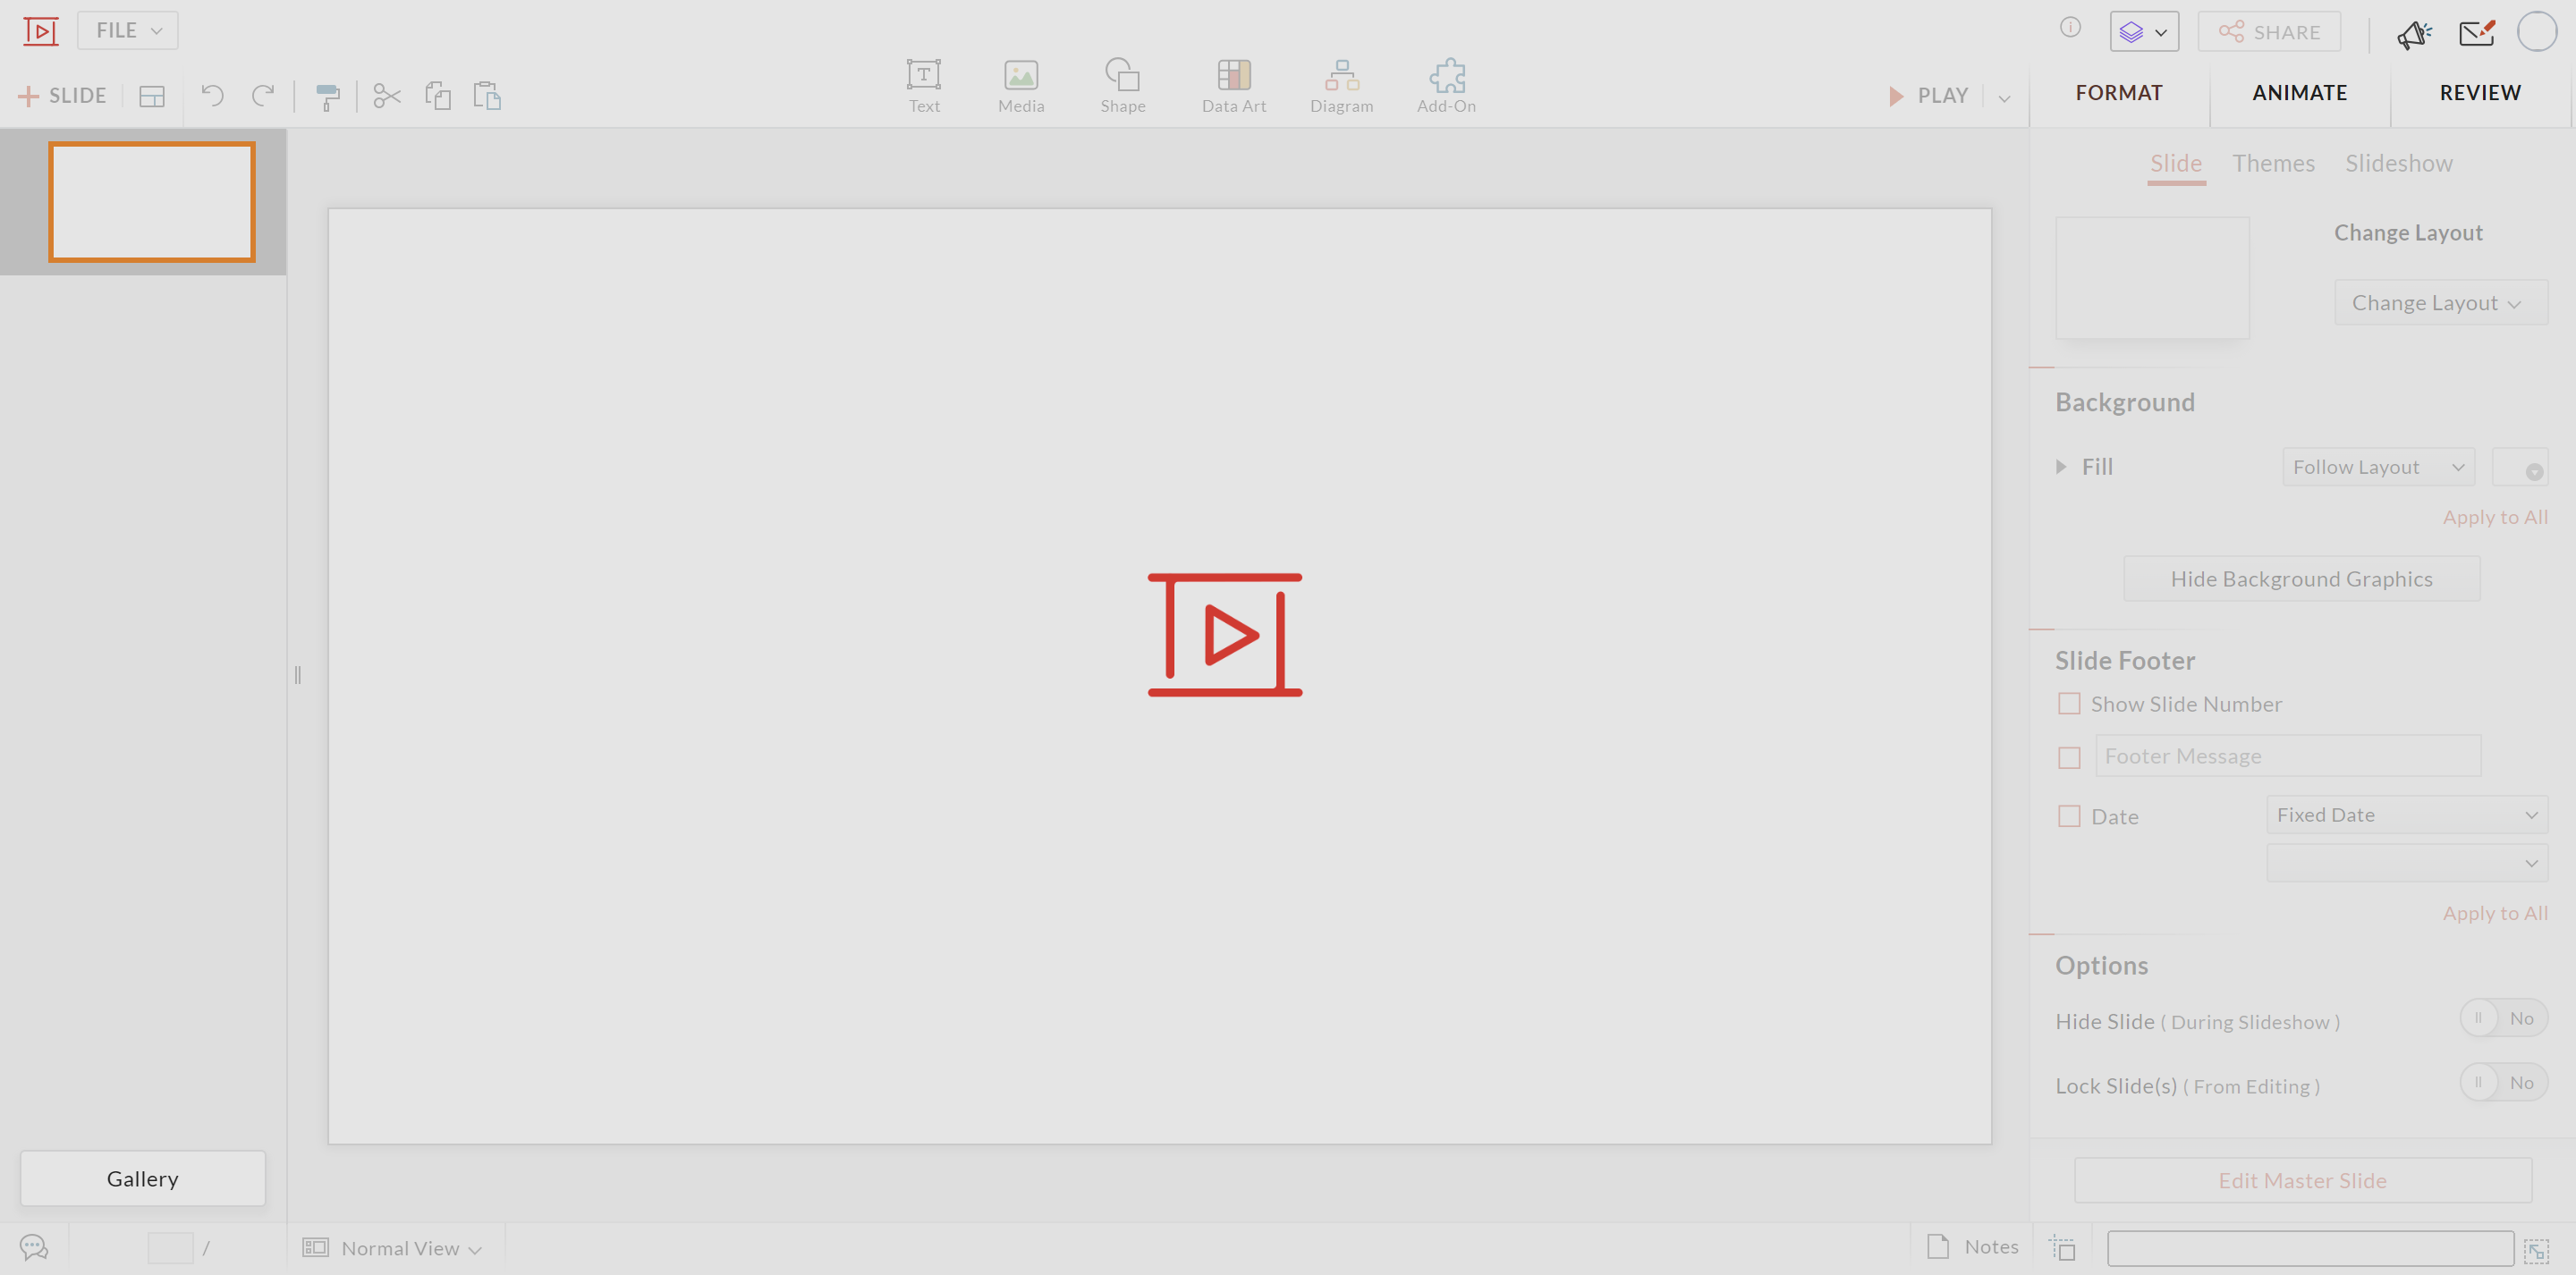 FILE
SHARE
SLIDE
Text
Media
Shape
Data Art
Diagram
Add-On
PLAY
FORMAT
ANIMATE
REVIEW
Slide
Themes
Slideshow
Change Layout
Change Layout
Background
Fill
Follow Layout
Apply to All
Hide Background Graphics
Slide Footer
Show Slide Number
Footer Message
Date
Fixed Date
Apply to All
Options
Hide Slide ( During Slideshow )
No
Lock Slide(s) ( From Editing )
No
Gallery
Edit Master Slide
/
Normal View
Notes